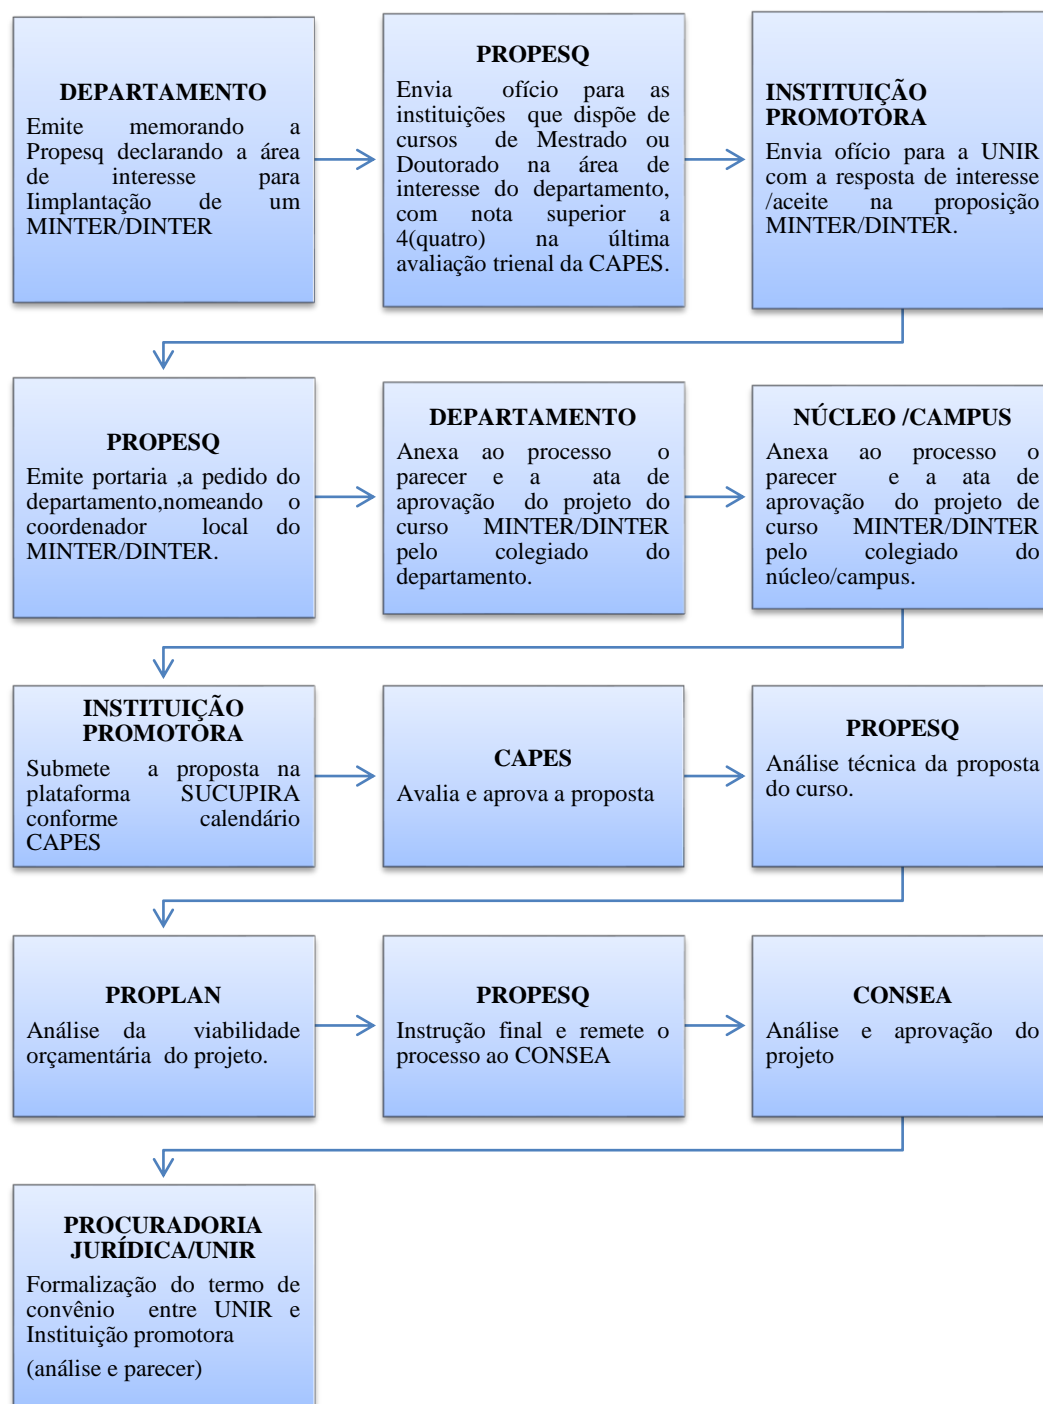 DEPARTAMENTO
Emite memorando a
Propesq declarando a área
de interesse para
Iimplantação de um
MINTER/DINTER
PROPESQ
Envia ofício para as
instituições que dispõe de
cursos de Mestrado ou
Doutorado na área de
interesse do departamento,
com nota superior a
4(quatro) na última
avaliação trienal da CAPES.
INSTITUIÇÃO
PROMOTORA
Envia ofício para a UNIR
com a resposta de interesse
/aceite na proposição
MINTER/DINTER.
PROPESQ
Emite portaria ,a pedido do
departamento,nomeando o
coordenador local do
MINTER/DINTER.
DEPARTAMENTO
Anexa ao processo o
parecer e a ata de
aprovação do projeto do
curso MINTER/DINTER
pelo colegiado do
departamento.
NÚCLEO /CAMPUS
Anexa ao processo o
parecer e a ata de
aprovação do projeto de
curso MINTER/DINTER
pelo colegiado do
núcleo/campus.
INSTITUIÇÃO
PROMOTORA
Submete a proposta na
plataforma SUCUPIRA
conforme calendário
CAPES
CAPES
Avalia e aprova a proposta
PROPESQ
Análise técnica da proposta
do curso.
PROPLAN
Análise da viabilidade
orçamentária do projeto.
PROPESQ
Instrução final e remete o
processo ao CONSEA
CONSEA
Análise e aprovação do
projeto
PROCURADORIA
JURÍDICA/UNIR
Formalização do termo de
convênio entre UNIR e
Instituição promotora
(análise e parecer)